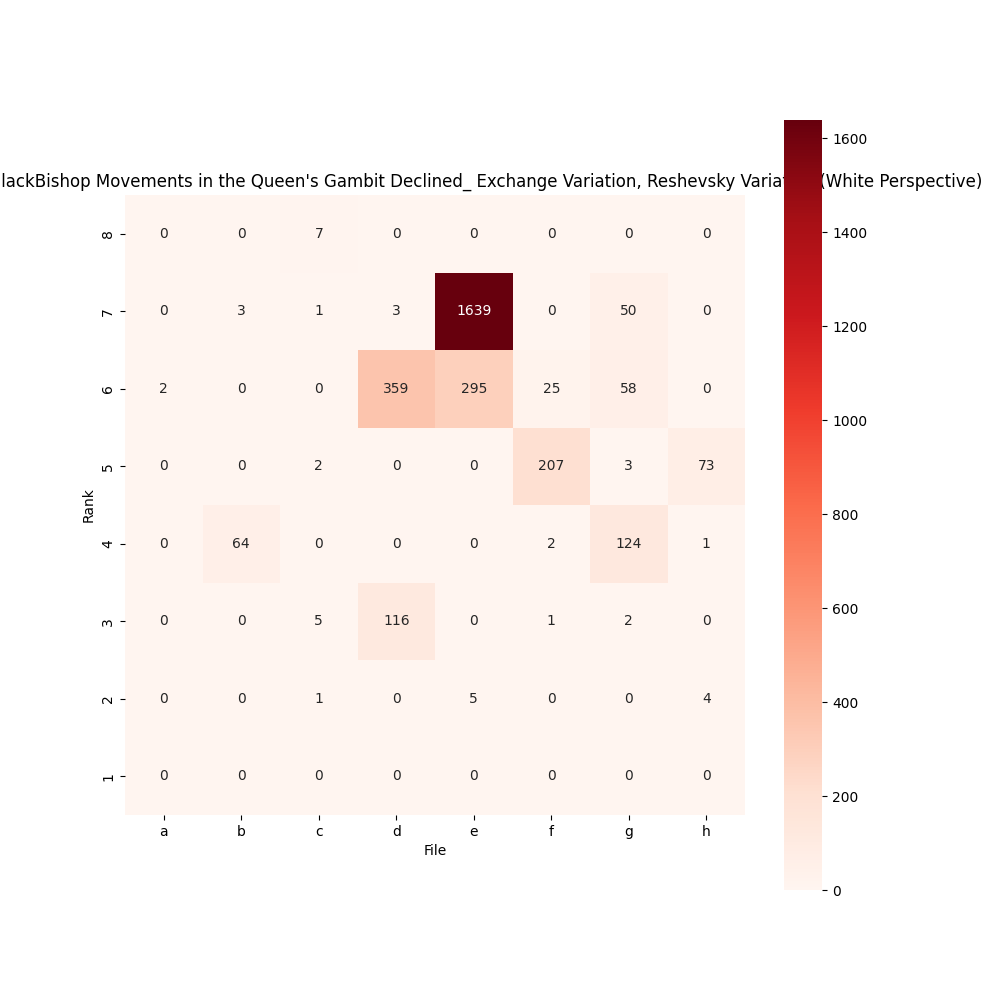 lackBishop Movements in the Queen's Gambit Declined_ Exchange Variation, Reshevsky Variation (White Perspective)
8 0 0 7 0 0 0 0 0
7 0 3 1 3 1639 0 50 0
6 2 0 0 359 295 25 58 0
5 0 0 2 0 0 207 3 73
4 0 64 0 0 0 2 124 1
3 0 0 5 116 0 1 2 0
2 0 0 1 0 5 0 0 4
1 0 0 0 0 0 0 0 0
Rank
a b c d e f g h
File
1600
1400
1200
1000
800
600
400
200
0